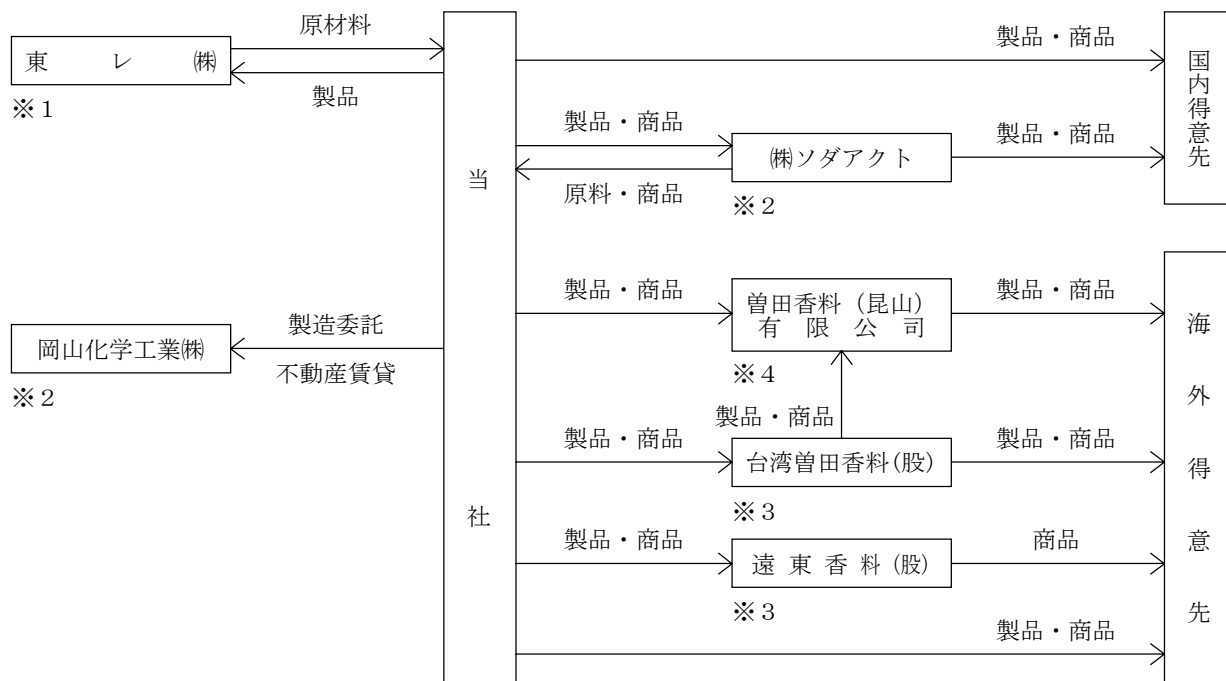 原材料
東レ㈱
製品
※1
製品・商品
国内得意先
製品・商品
㈱ソダアクト
製品・商品
原料・商品
※2
当社
製品・商品
曽田香料(昆山)
有限公司
製品・商品
※4
製造委託
岡山化学工業㈱
不動産賃貸
※2
製品・商品
製品・商品
台湾曽田香料(股)
製品・商品
※3
製品・商品
遠東香料(股)
商品
※3
製品・商品
海外得意先